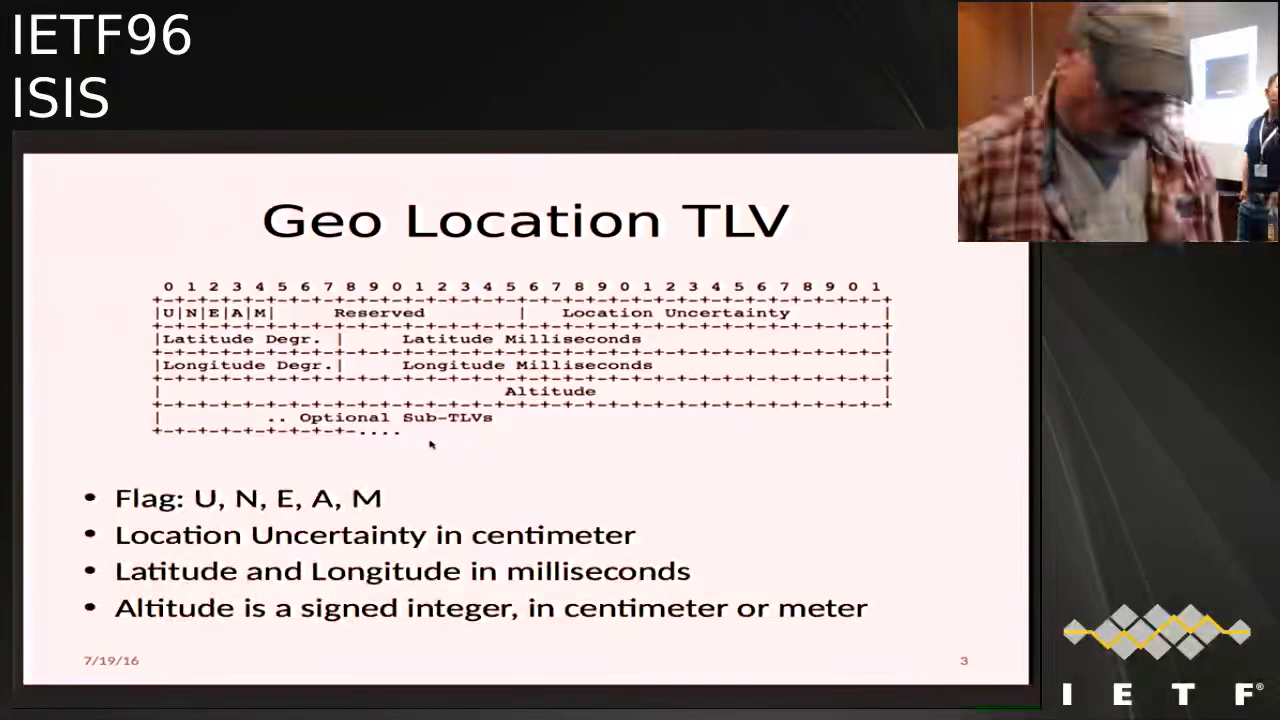 IETF96
ISIS
Geo Location TLV
0 1 2 3 4 5 6 7 8 9 0 1 2 3 4 5 6 7 8 9 0 1 2 3 4 5 6 7 8 9 0 1
+-+-+-+-+-+-+-+-+-+-+-+-+-+-+-+-+-+-+-+-+-+-+-+-+-+-+-+-+-+-+-+-+
|U|N|E|A|M|     Reserved        |   Location Uncertainty        |
+-+-+-+-+-+-+-+-+-+-+-+-+-+-+-+-+-+-+-+-+-+-+-+-+-+-+-+-+-+-+-+-+
|Latitude Degr. |     Latitude Milliseconds                     |
+-+-+-+-+-+-+-+-+-+-+-+-+-+-+-+-+-+-+-+-+-+-+-+-+-+-+-+-+-+-+-+-+
|Longitude Degr.|     Longitude Milliseconds                    |
+-+-+-+-+-+-+-+-+-+-+-+-+-+-+-+-+-+-+-+-+-+-+-+-+-+-+-+-+-+-+-+-+
|                              Altitude                         |
+-+-+-+-+-+-+-+-+-+-+-+-+-+-+-+-+-+-+-+-+-+-+-+-+-+-+-+-+-+-+-+-+
|         .. Optional Sub-TLVs
+-+-+-+-+-+-+-+-+-....
• Flag: U, N, E, A, M
• Location Uncertainty in centimeter
• Latitude and Longitude in milliseconds
• Altitude is a signed integer, in centimeter or meter
7/19/16
3
I E T F®